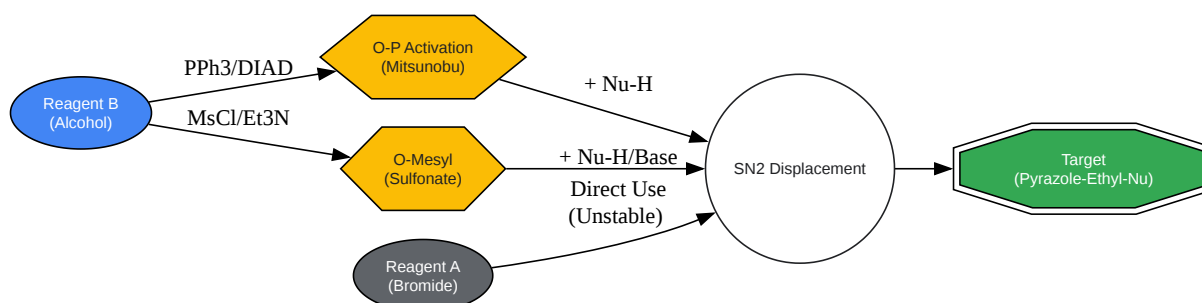 O-P Activation
(Mitsunobu)
PPh3/DIAD
+ Nu-H
Reagent B
(Alcohol)
MsCl/Et3N
O-Mesyl
(Sulfonate)
+ Nu-H/Base
SN2 Displacement
Target
(Pyrazole-Ethyl-Nu)
Direct Use
(Unstable)
Reagent A
(Bromide)